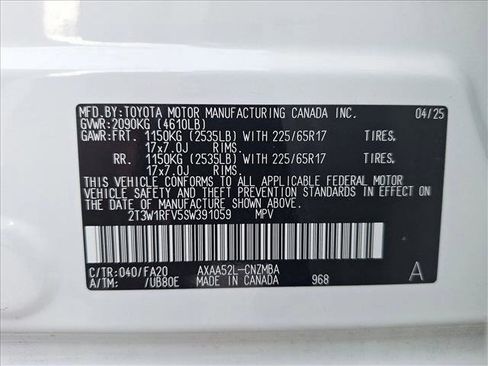 MFD.BY:TOYOTA MOTOR MANUFACTURING CANADA INC. 04/25
GVWR:2090KG (4610LB)
GAWR:FRT. 1150KG (2535LB) WITH 225/65R17 TIRES.
17x7.0J RIMS.
RR. 1150KG (2535LB) WITH 225/65R17 TIRES.
17x7.0J RIMS.
THIS VEHICLE CONFORMS TO ALL APPLICABLE FEDERAL MOTOR
VEHICLE SAFETY AND THEFT PREVENTION STANDARDS IN EFFECT
ON THE DATE OF MANUFACTURE SHOWN ABOVE.
2T3W1RFV5SW391059 MPV
C/TR:040/FA20 AXAA52L-CNZMBA
A/TM: /UB80E MADE IN CANADA 968 A